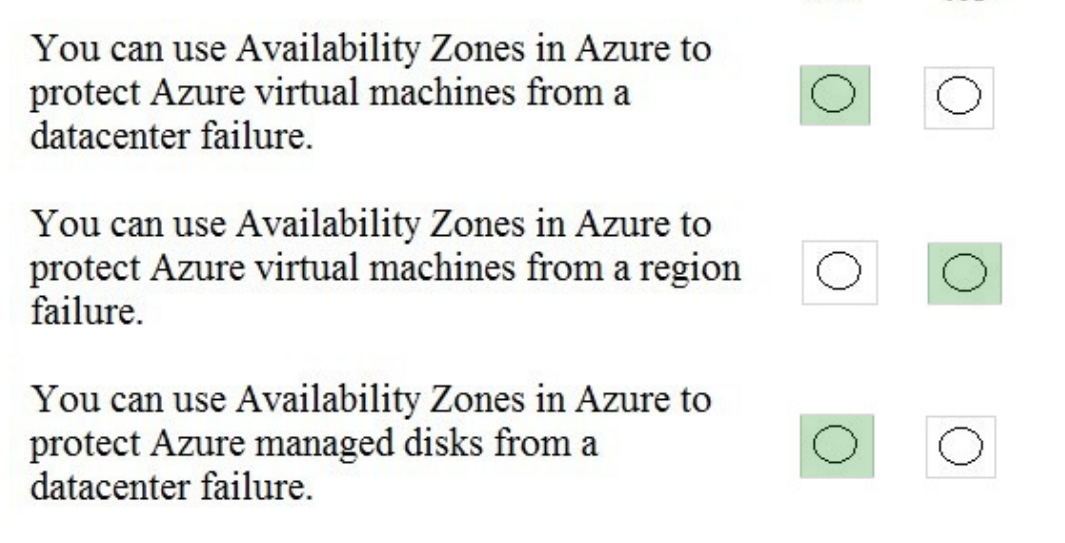 You can use Availability Zones in Azure to
protect Azure virtual machines from a
datacenter failure.
You can use Availability Zones in Azure to
protect Azure virtual machines from a region
failure.
You can use Availability Zones in Azure to
protect Azure managed disks from a
datacenter failure.